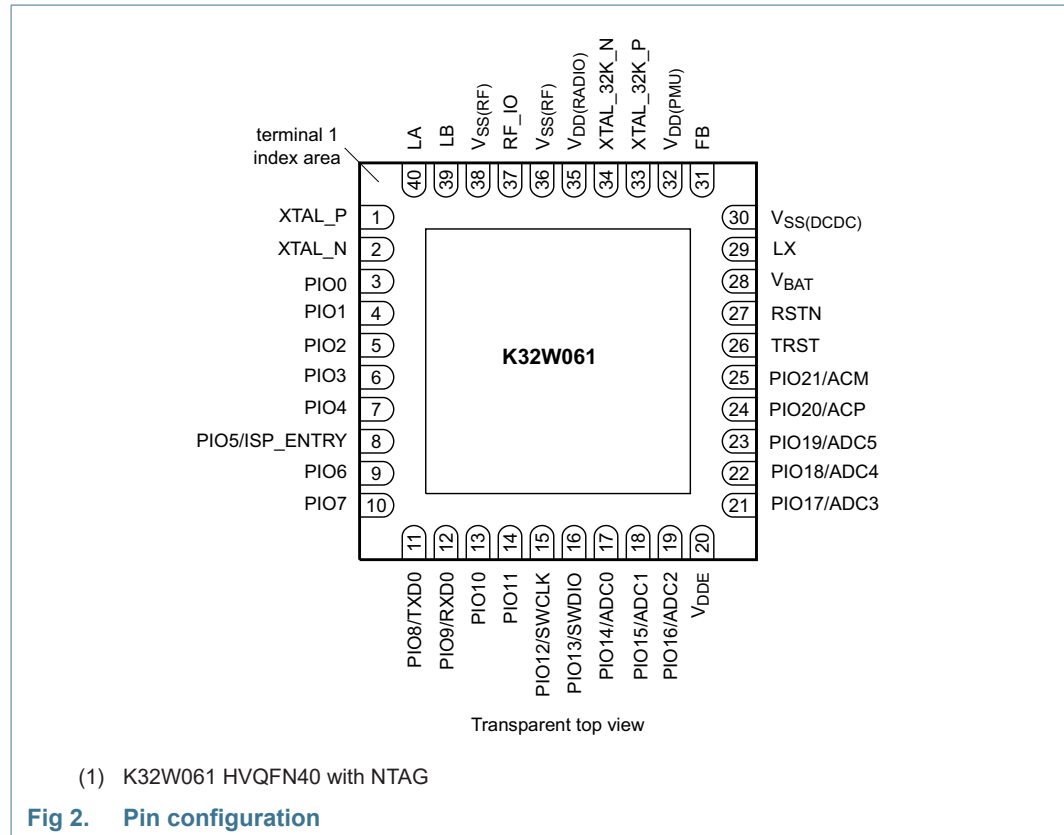 LA
LB
VSS(RF)
RF_IO
VSS(RF)
VDD(RADIO)
XTAL_32K_N
XTAL_32K_P
VDD(PMU)
FB
terminal 1
index area
40
39
38
37
36
35
34
33
32
31
XTAL_P 1
XTAL_N 2
PIO0 3
PIO1 4
PIO2 5
PIO3 6
PIO4 7
PIO5/ISP_ENTRY 8
PIO6 9
PIO7 10
K32W061
30 VSS(DCDC)
29 LX
28 VBAT
27 RSTN
26 TRST
25 PIO21/ACM
24 PIO20/ACP
23 PIO19/ADC5
22 PIO18/ADC4
21 PIO17/ADC3
11
12
13
14
15
16
17
18
19
20
PIO8/TXD0
PIO9/RXD0
PIO10
PIO11
PIO12/SWCLK
PIO13/SWDIO
PIO14/ADC0
PIO15/ADC1
PIO16/ADC2
VDDE
Transparent top view
(1) K32W061 HVQFN40 with NTAG
Fig 2. Pin configuration